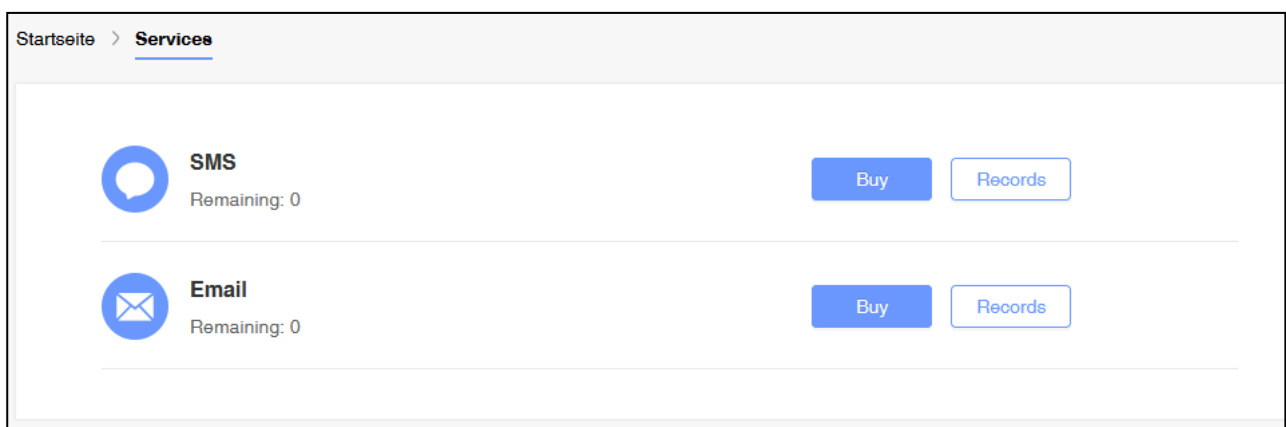 Startseite > Services
SMS
Remaining: 0
Buy Records
Email
Remaining: 0
Buy Records